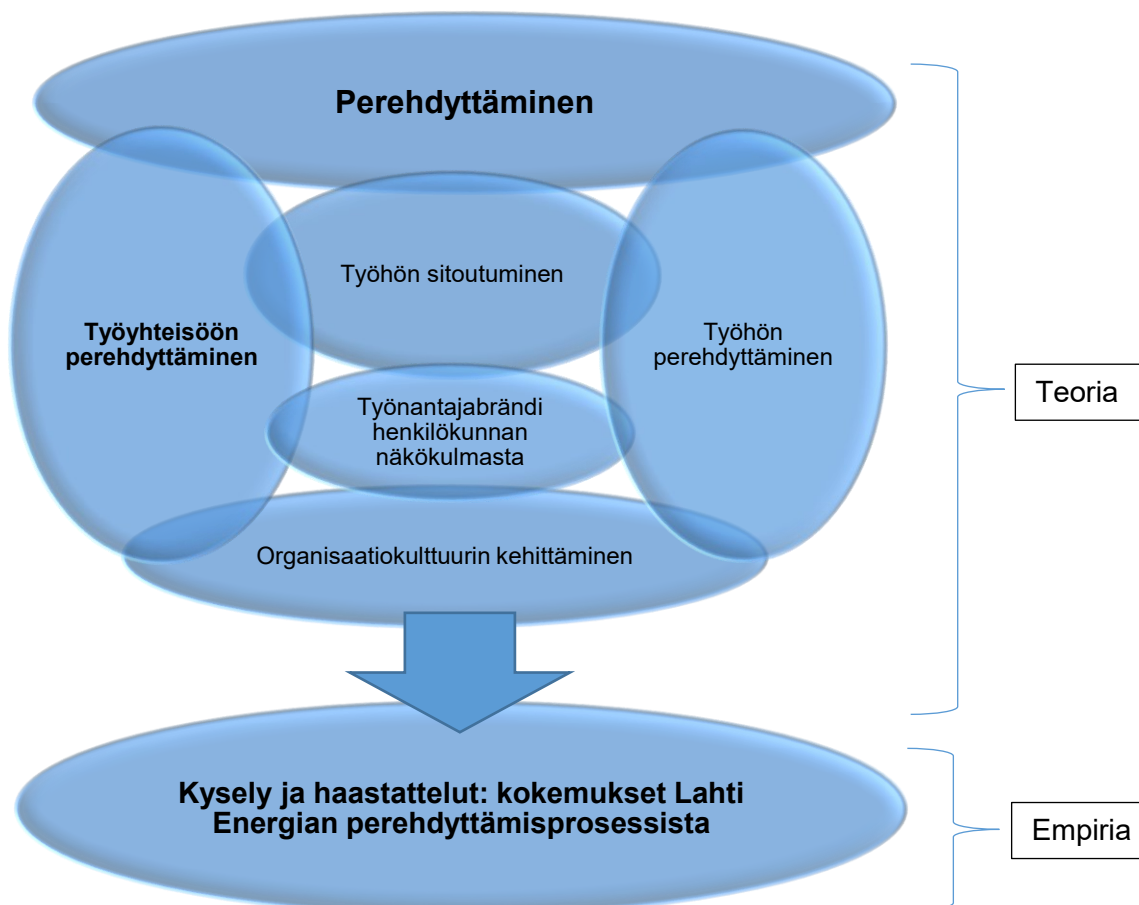 Perehdyttäminen
Työhön sitoutuminen
Työyhteisöön
perehdyttäminen
Työhön
perehdyttäminen
Työnantajabrändi
henkilökunnan
näkökulmasta
Organisaatiokulttuurin kehittäminen
Teoria
Kysely ja haastattelut: kokemukset Lahti
Energian perehdyttämisprosessista
Empiria